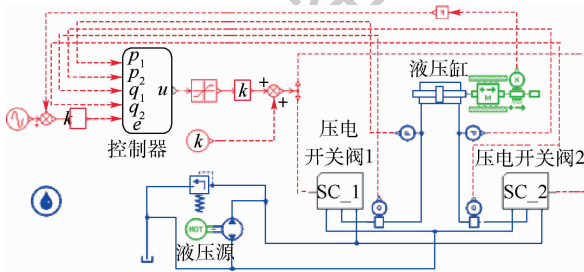 p₁
p₂
q₁
q₂
e
u
控制器
k
k
k
+
+
+
液压缸
M
x
压电
开关阀1
压电开关阀2
SC_1
SC_2
MOT
液压源